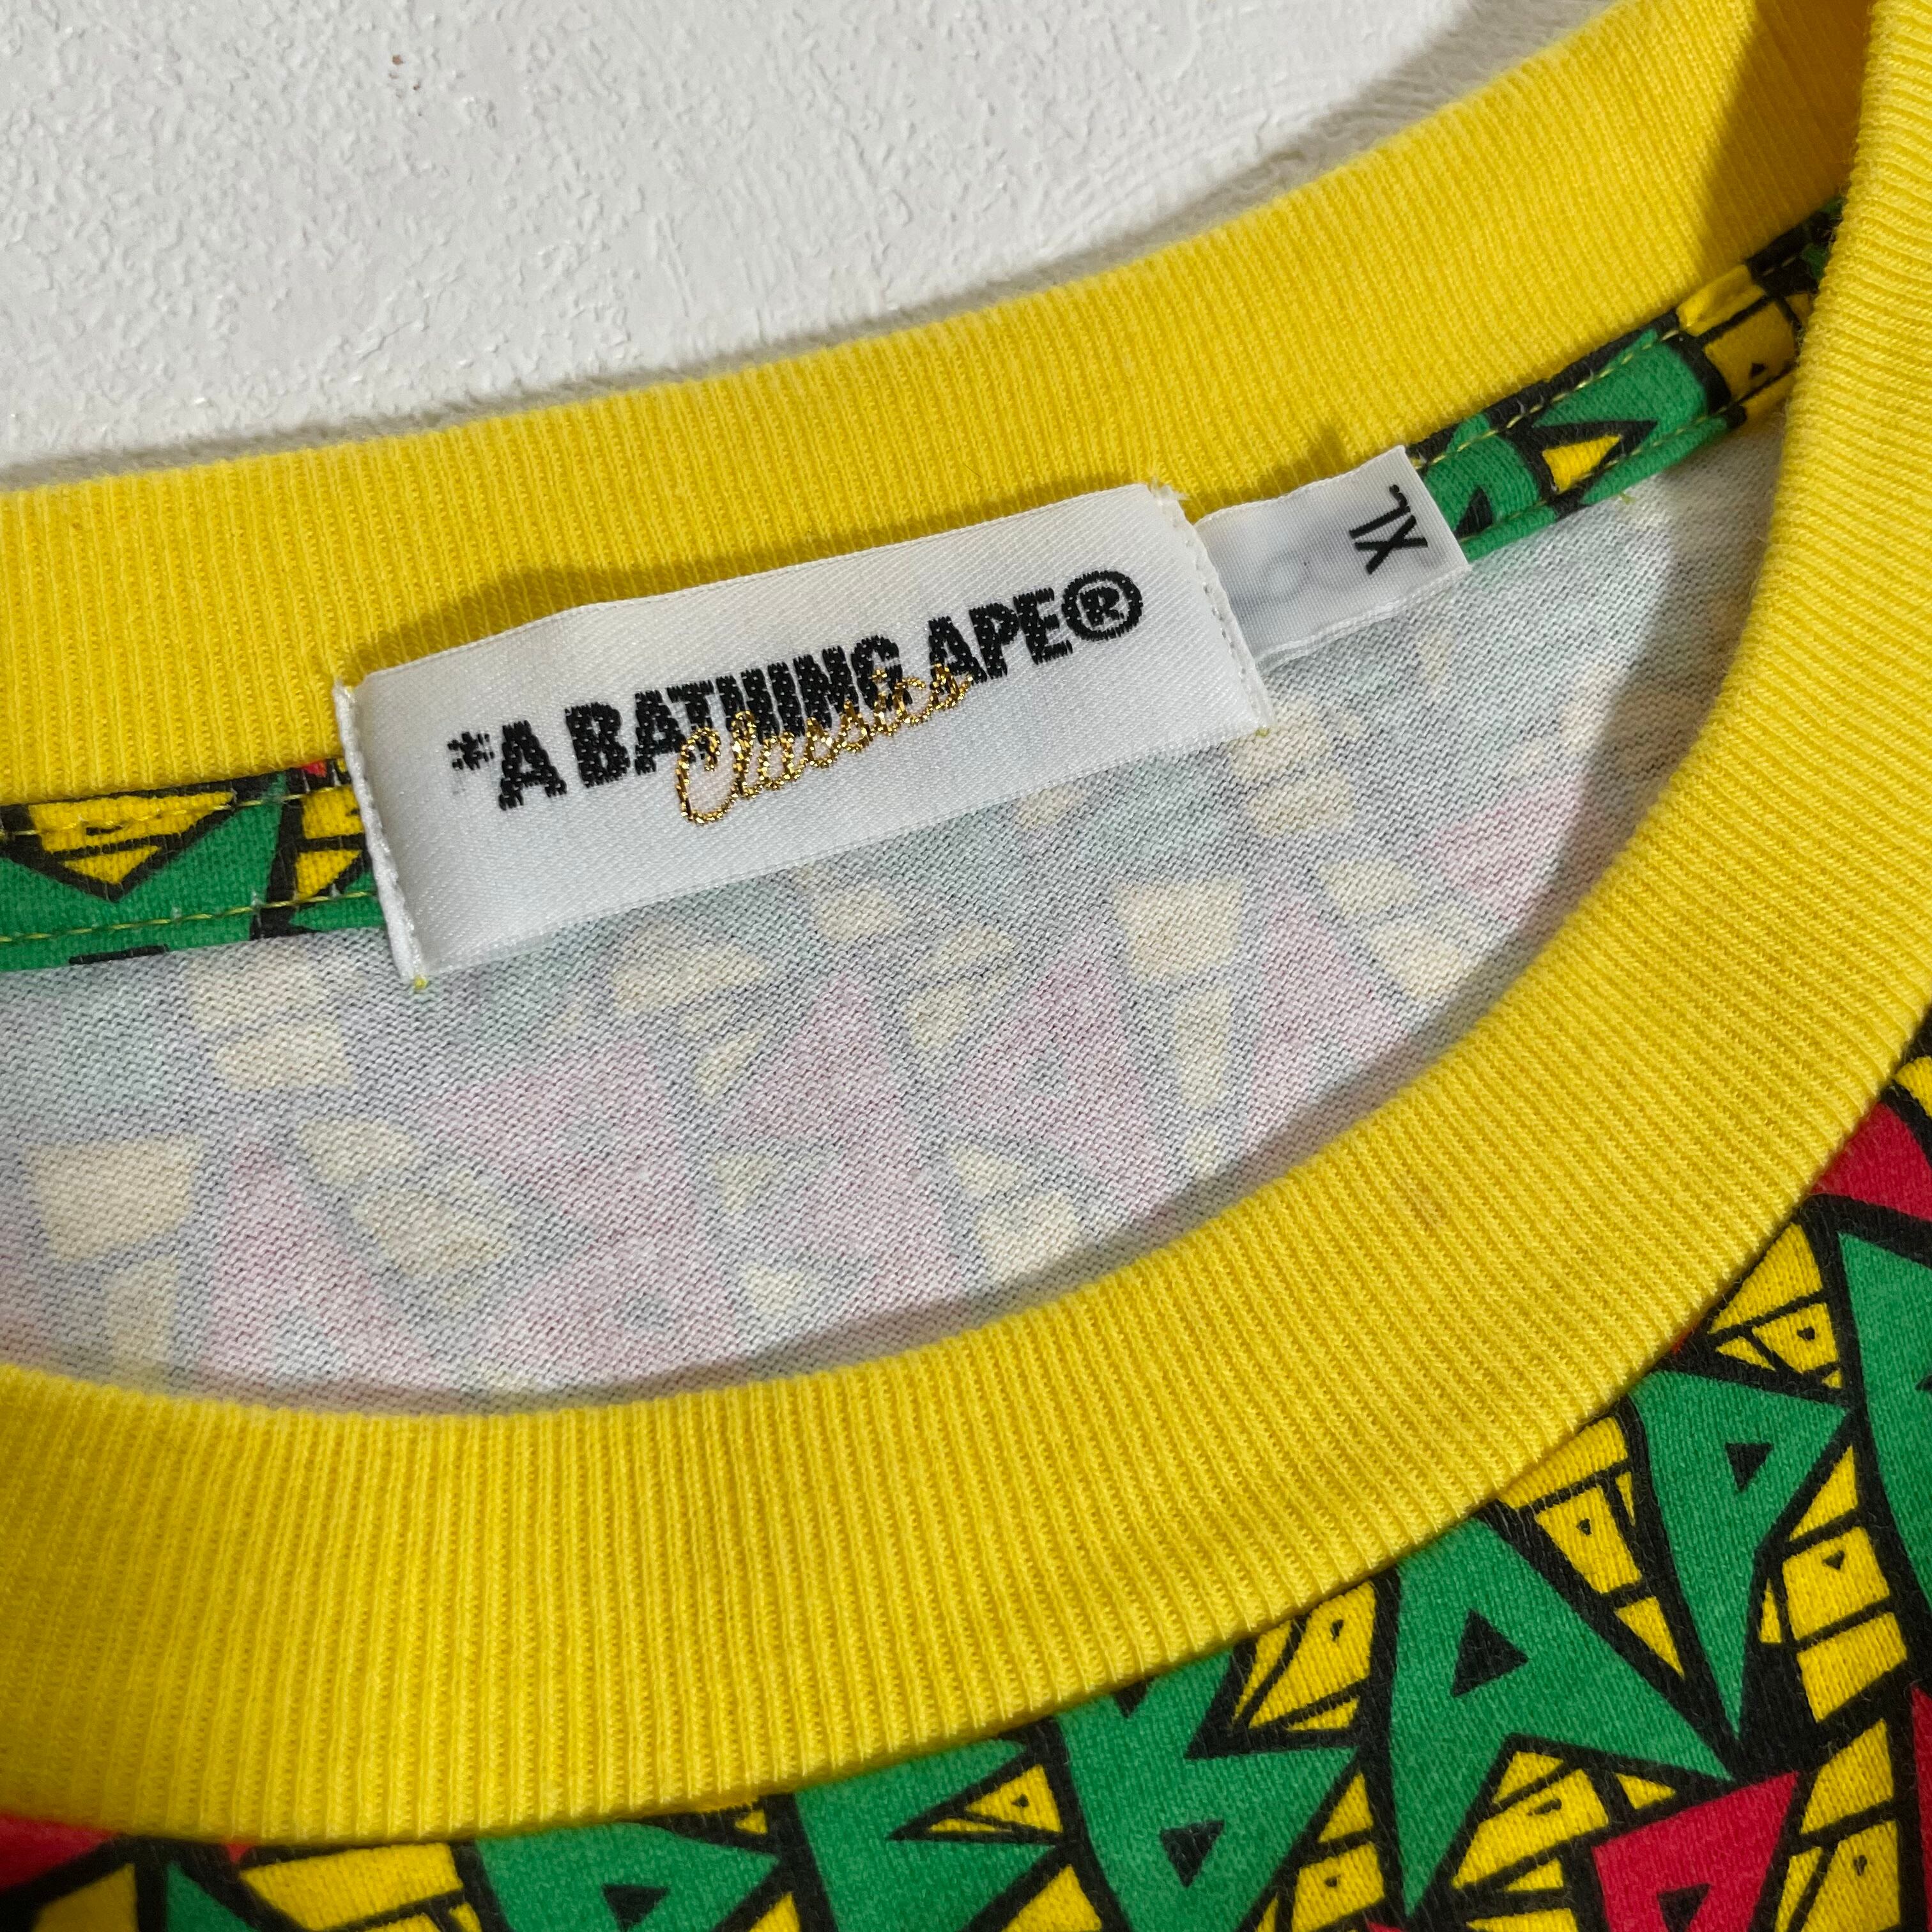 *A BATHING APE®
Classics
XL